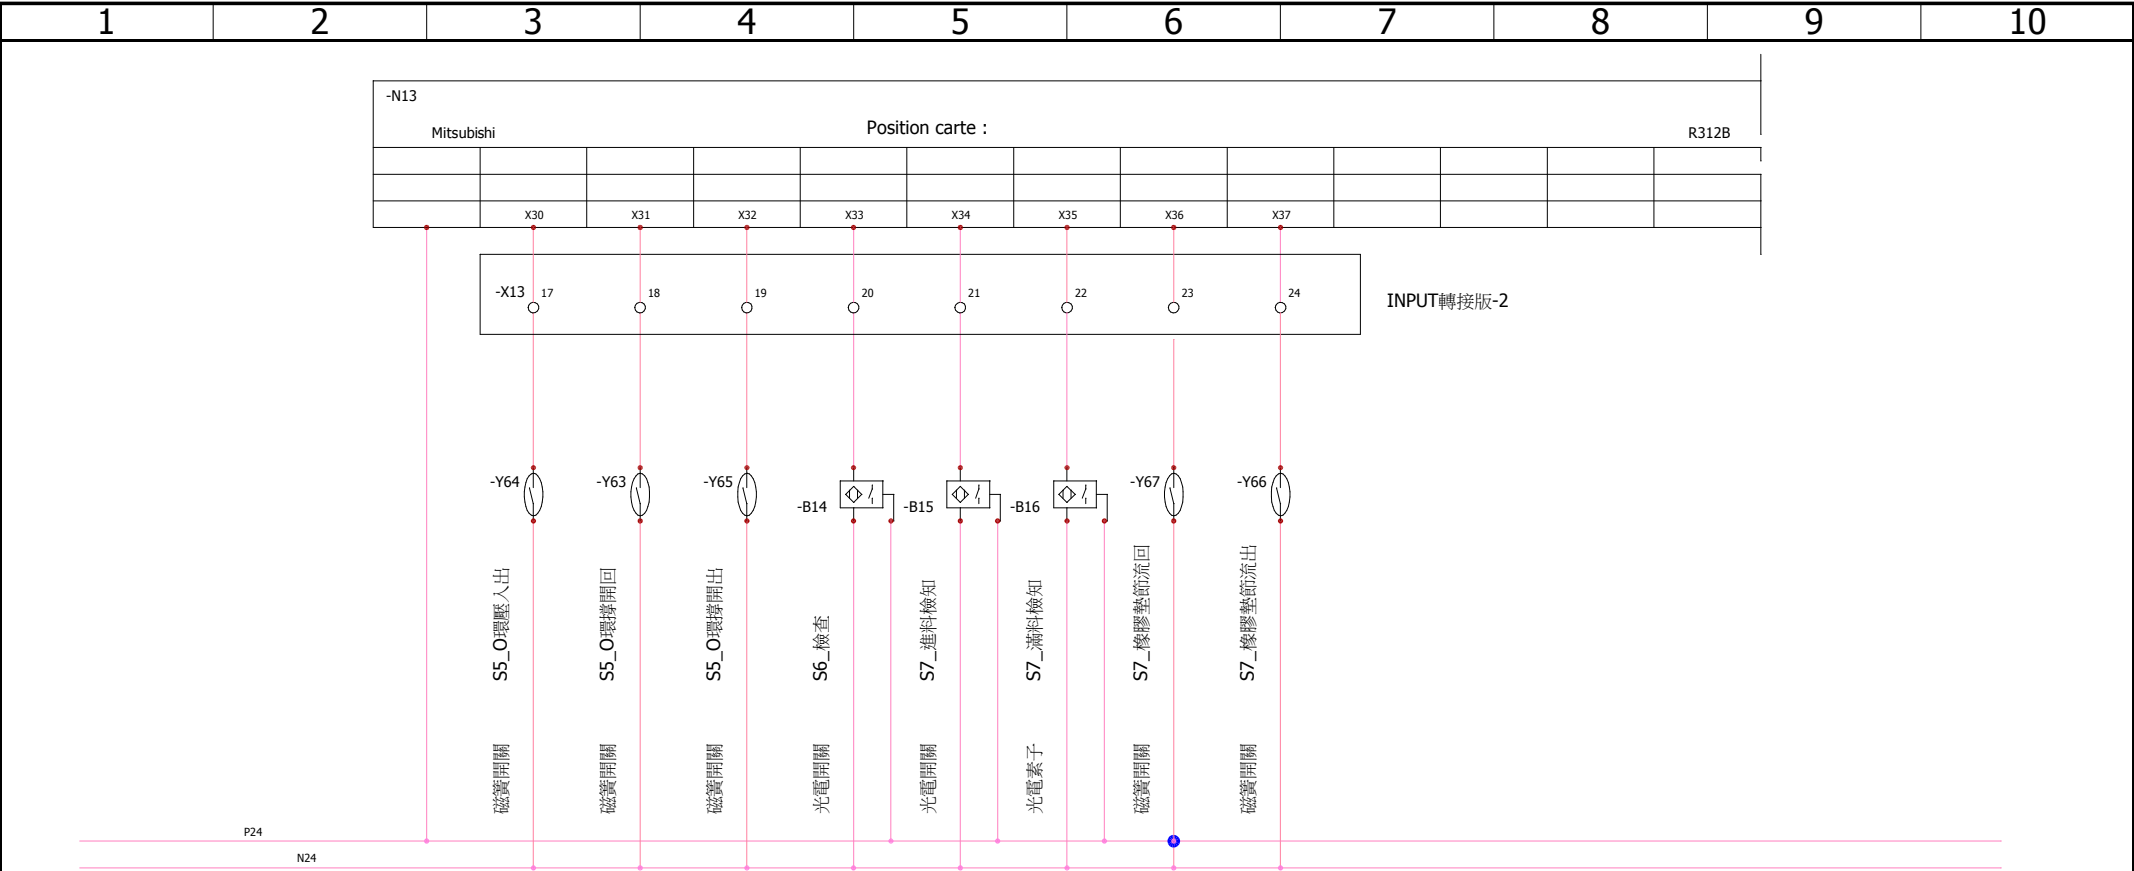 1 2 3 4 5 6 7 8 9 10
-N13
Mitsubishi Position carte : R312B
X30 X31 X32 X33 X34 X35 X36 X37
-X13 17 18 19 20 21 22 23 24
INPUT轉接版-2
-Y64 -Y63 -Y65 -B14 -B15 -B16 -Y67 -Y66
S5_O環壓入出
S5_O環撐開回
S5_O環撐開出
S6_檢查
S7_進料檢知
S7_滿料檢知
S7_橡膠墊節流回
S7_橡膠墊節流出
磁簧開關
磁簧開關
磁簧開關
光電開關
光電開關
光電素子
磁簧開關
磁簧開關
P24
N24